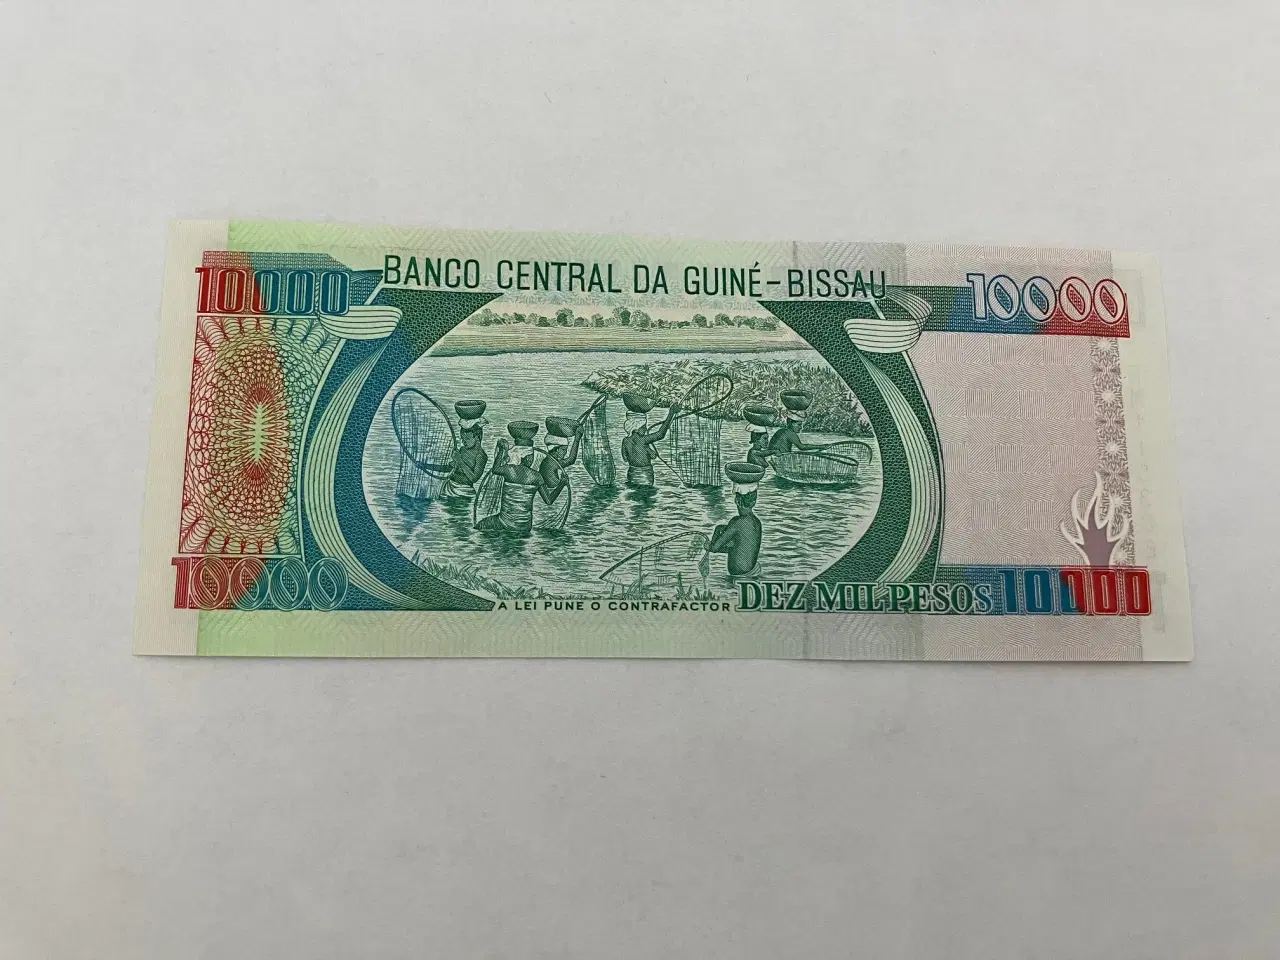 10000 BANCO CENTRAL DA GUINÉ-BISSAU 10000
10000 A LEI PUNE O CONTRAFACTOR DEZ MIL PESOS 10000